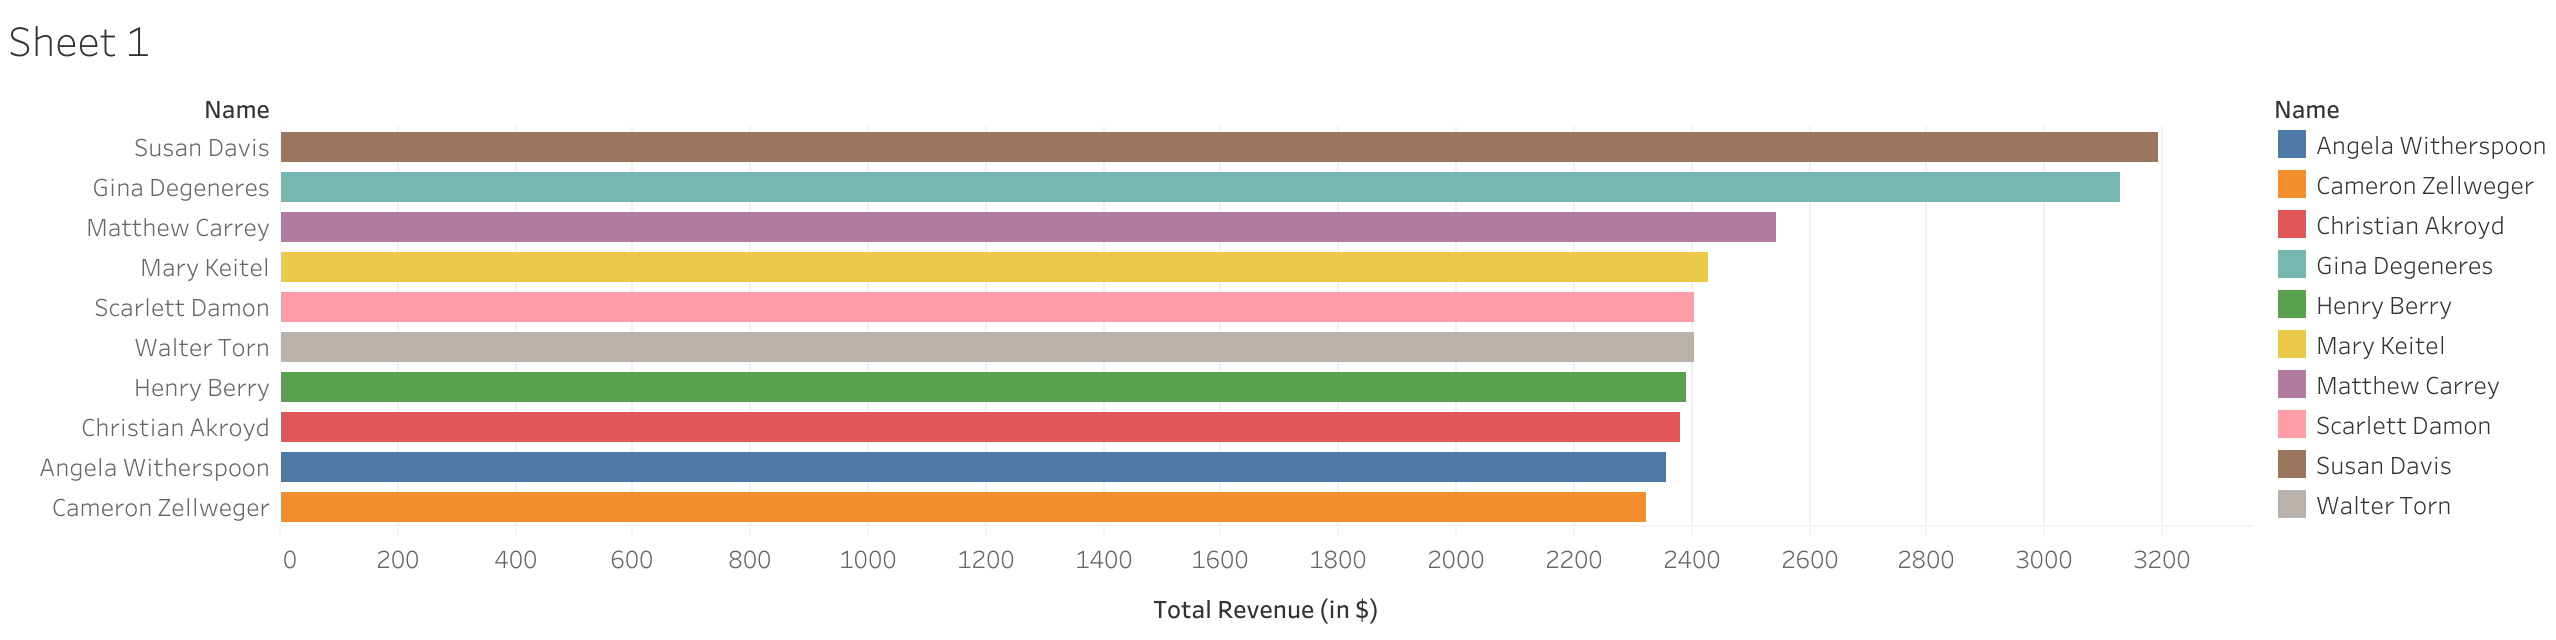 Sheet 1
Name
Susan Davis
Gina Degeneres
Matthew Carrey
Mary Keitel
Scarlett Damon
Walter Torn
Henry Berry
Christian Akroyd
Angela Witherspoon
Cameron Zellweger
0 200 400 600 800 1000 1200 1400 1600 1800 2000 2200 2400 2600 2800 3000 3200
Total Revenue (in $)
Name
Angela Witherspoon
Cameron Zellweger
Christian Akroyd
Gina Degeneres
Henry Berry
Mary Keitel
Matthew Carrey
Scarlett Damon
Susan Davis
Walter Torn